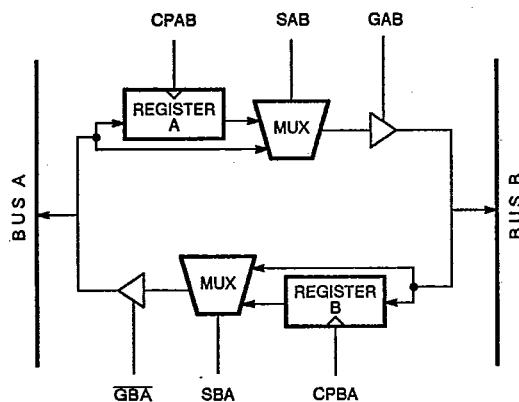 CPAB SAB GAB
REGISTER
A
MUX
BUS A
BUS B
MUX
REGISTER
B
GBA SBA CPBA